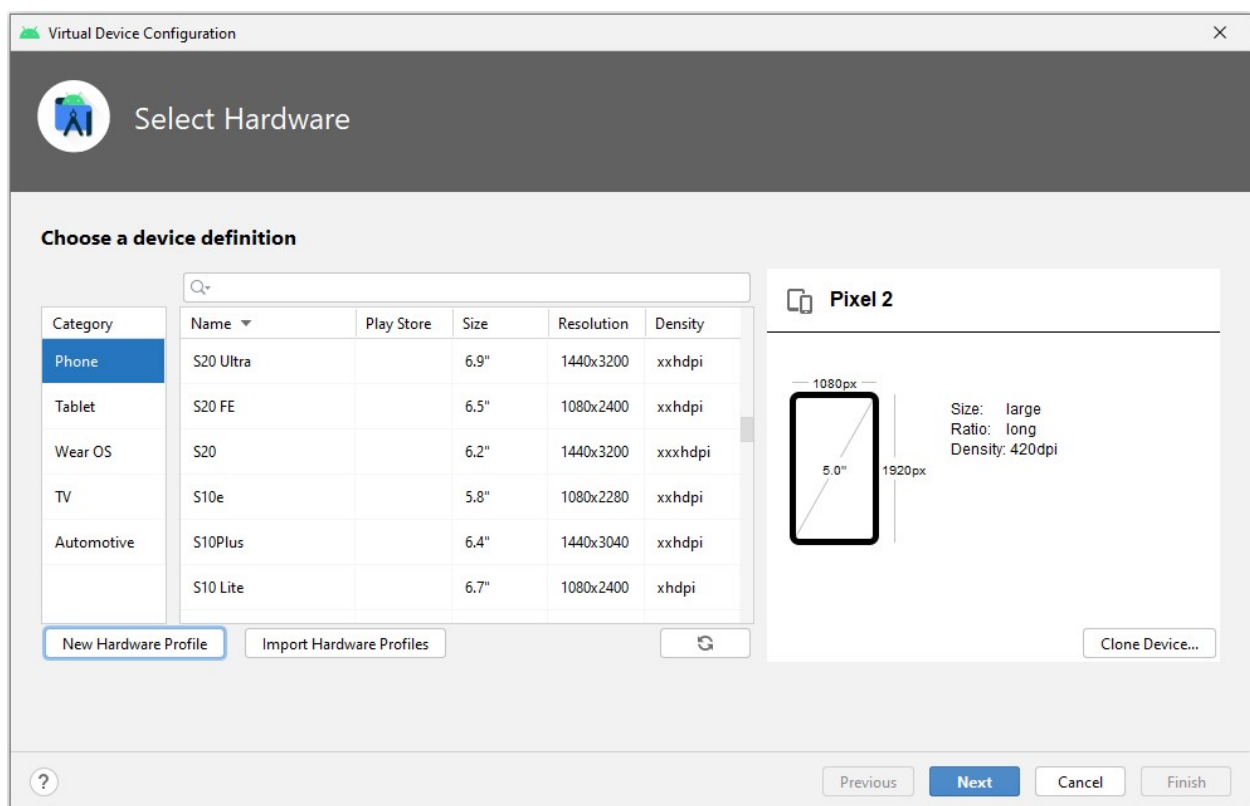 Virtual Device Configuration
Select Hardware
Choose a device definition
Category
Phone
Tablet
Wear OS
TV
Automotive
Name Play Store Size Resolution Density
S20 Ultra 6.9" 1440x3200 xxhdpi
S20 FE 6.5" 1080x2400 xxhdpi
S20 6.2" 1440x3200 xxxhdpi
S10e 5.8" 1080x2280 xxhdpi
S10Plus 6.4" 1440x3040 xxhdpi
S10 Lite 6.7" 1080x2400 xhdpi
New Hardware Profile Import Hardware Profiles
Pixel 2
1080px
5.0" 1920px
Size: large
Ratio: long
Density: 420dpi
Clone Device...
? Previous Next Cancel Finish